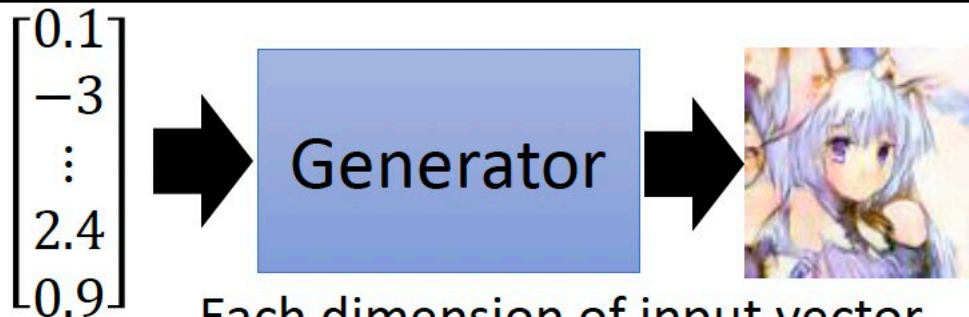 0.1
−3
⋮
2.4
0.9
Generator
Each dimension of input vector